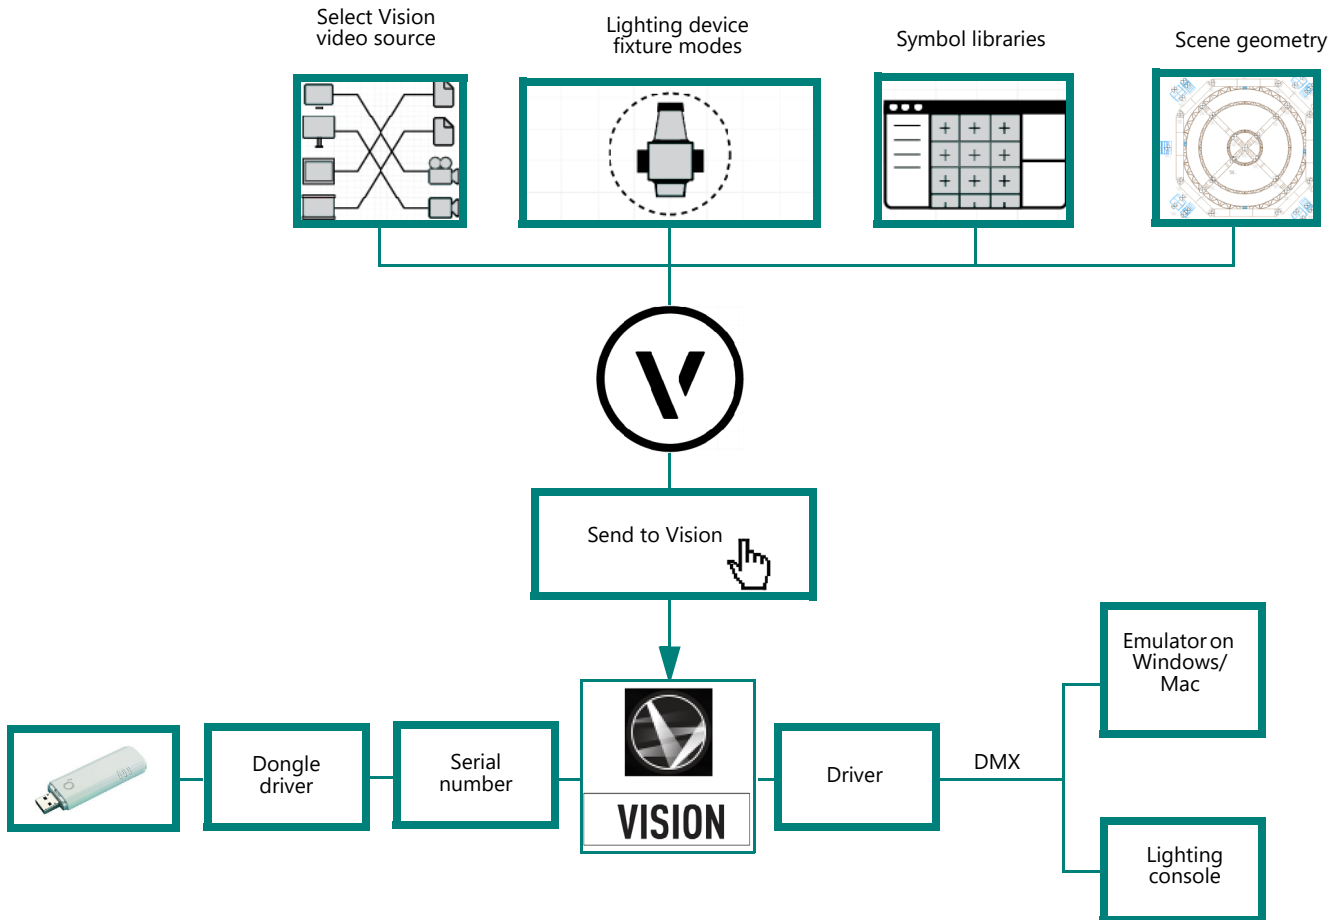 Select Vision
video source
Lighting device
fixture modes
Symbol libraries
Scene geometry
Send to Vision
Emulator on
Windows/
Mac
Dongle
driver
Serial
number
VISION
Driver
DMX
Lighting
console